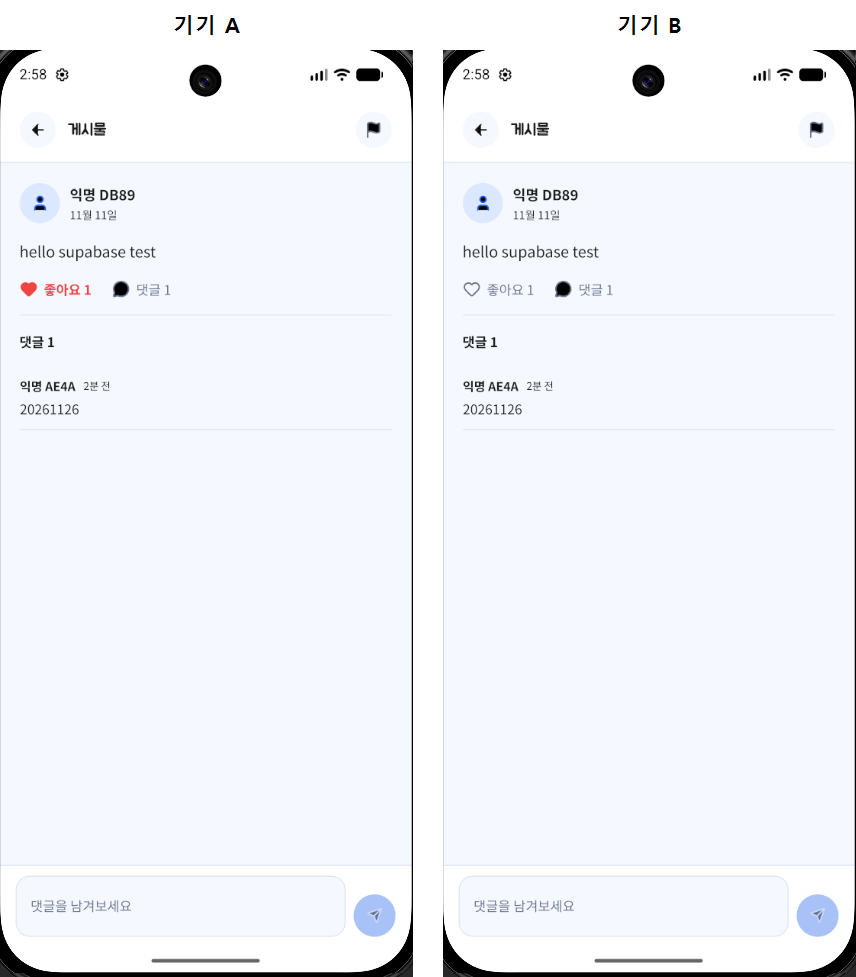 기기 A
2:58
게시물
익명 DB89
11월 11일
hello supabase test
좋아요 1 댓글 1
댓글 1
익명 AE4A 2분 전
20261126
댓글을 남겨보세요
기기 B
2:58
게시물
익명 DB89
11월 11일
hello supabase test
좋아요 1 댓글 1
댓글 1
익명 AE4A 2분 전
20261126
댓글을 남겨보세요